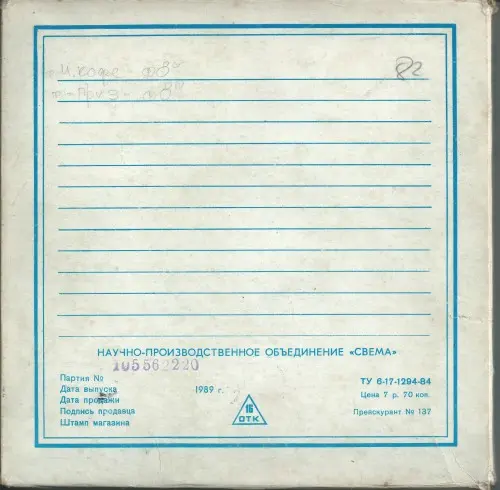 82
НАУЧНО-ПРОИЗВОДСТВЕННОЕ ОБЪЕДИНЕНИЕ «СВЕМА»
105562220
Партия №
Дата выпуска 1989 г.
Дата продажи
Подпись продавца
Штамп магазина
16
ОТК
ТУ 6-17-1294-84
Цена 7 р. 70 коп.
Прейскурант № 137